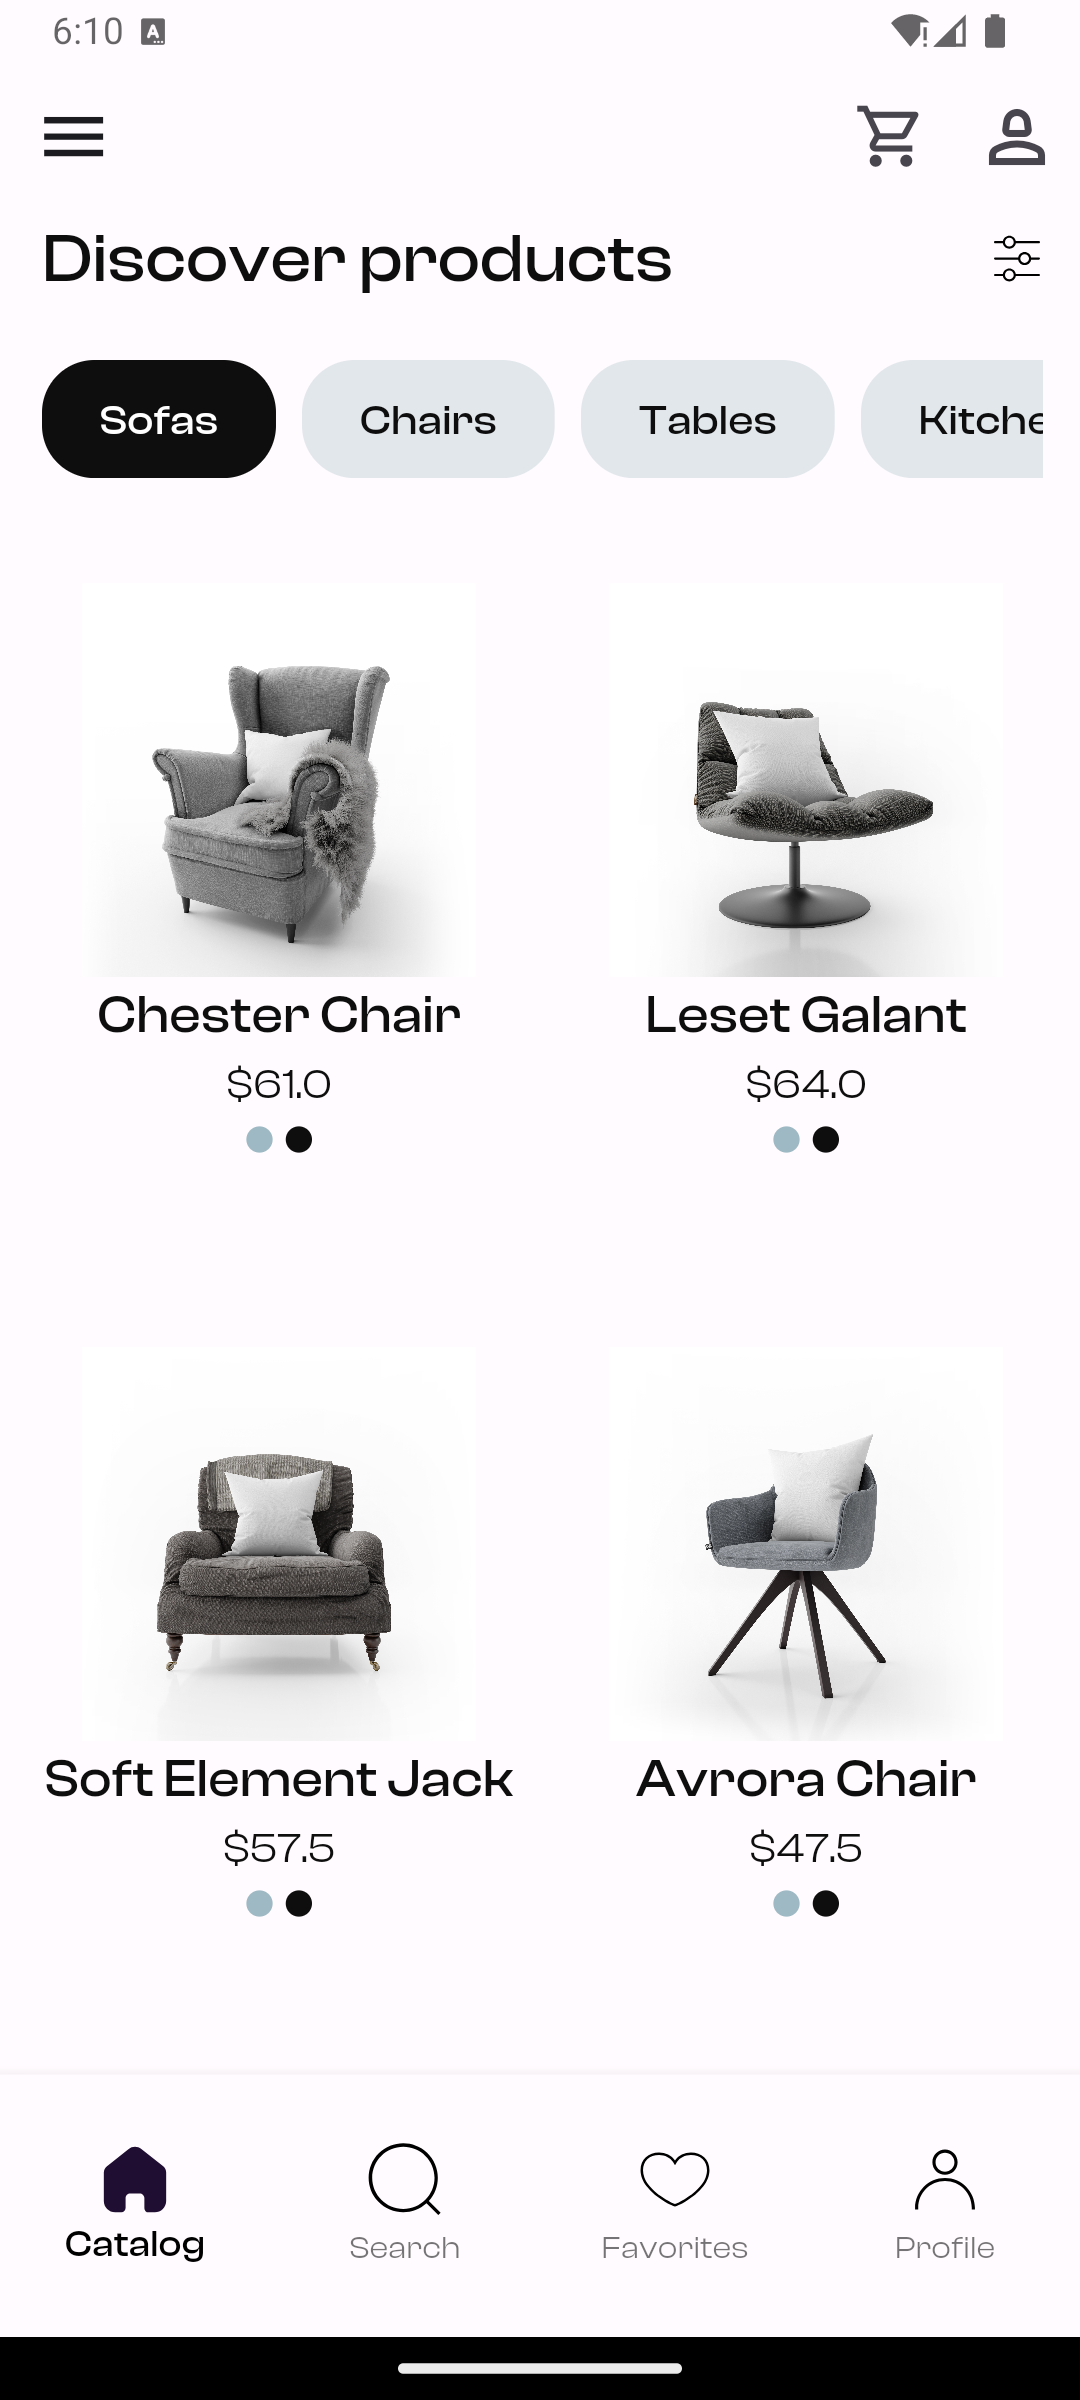 6:10
Discover products
Sofas Chairs Tables Kitche
Chester Chair Leset Galant
$61.0 $64.0
Soft Element Jack Avrora Chair
$57.5 $47.5
Catalog Search Favorites Profile